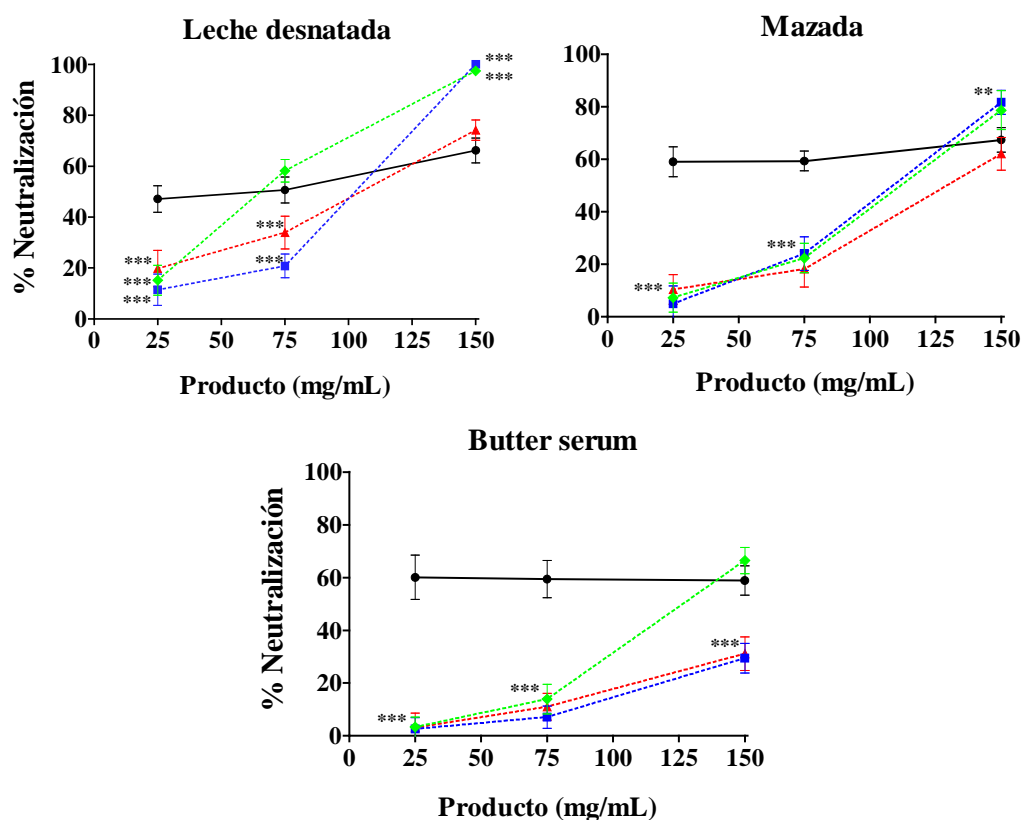 Leche desnatada
% Neutralización
100
80
60
40
20
0
0 25 50 75 100 125 150
Producto (mg/mL)
***
***
***
***
***
***
***
Mazada
100
80
60
40
20
0
0 25 50 75 100 125 150
Producto (mg/mL)
***
***
**
Butter serum
% Neutralización
100
80
60
40
20
0
0 25 50 75 100 125 150
Producto (mg/mL)
***
***
***